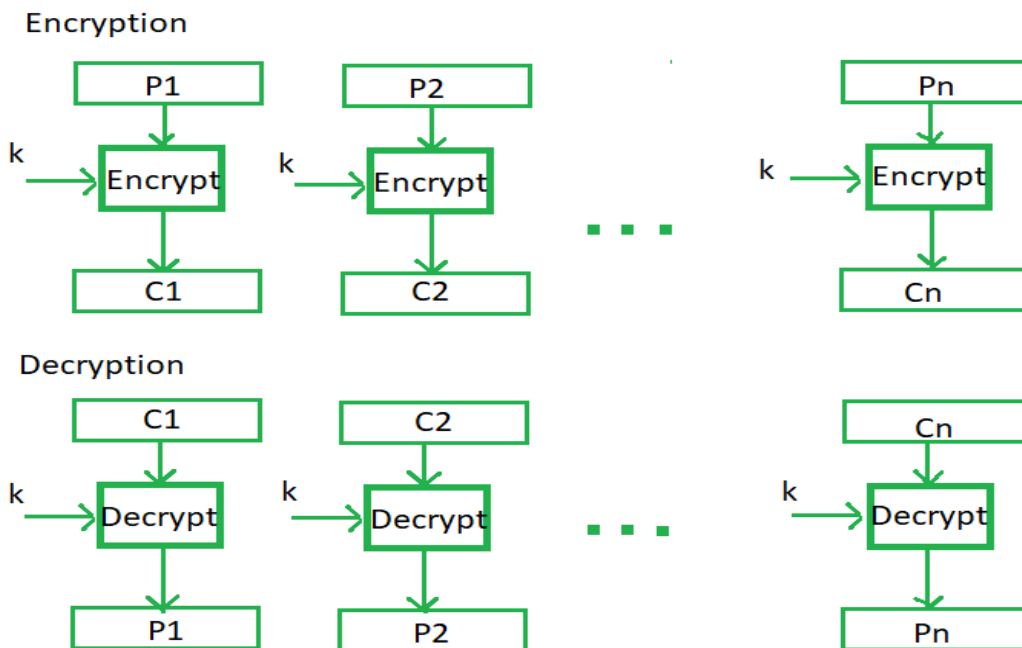 Encryption
P1 P2 Pn
k Encrypt k Encrypt k Encrypt
C1 C2 Cn
Decryption
C1 C2 Cn
k Decrypt k Decrypt k Decrypt
P1 P2 Pn